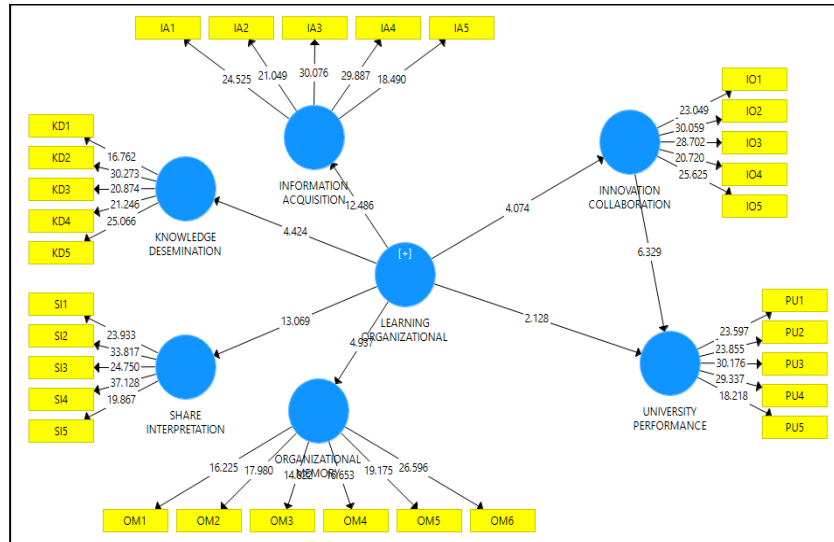 IA1 IA2 IA3 IA4 IA5
24.525 21.049 30.076 29.887 18.490
IO1
IO2
IO3
IO4
IO5
23.049
30.059
28.702
20.720
25.625
INNOVATION
COLLABORATION
KD1
KD2
KD3
KD4
KD5
16.762
30.273
20.874
21.246
25.066
KNOWLEDGE
DESEMINATION
INFORMATION
ACQUISITION
12.486
4.074
4.424
[+]
LEARNING
ORGANIZATIONAL
6.329
2.128
13.069
4.937
SI1
SI2
SI3
SI4
SI5
23.933
33.817
24.750
37.128
19.867
SHARE
INTERPRETATION
PU1
PU2
PU3
PU4
PU5
23.597
23.855
30.176
29.337
18.218
UNIVERSITY
PERFORMANCE
ORGANIZATIONAL
MEMORY
16.225 17.980 19.175 26.596
OM1 OM2 OM3 OM4 OM5 OM6